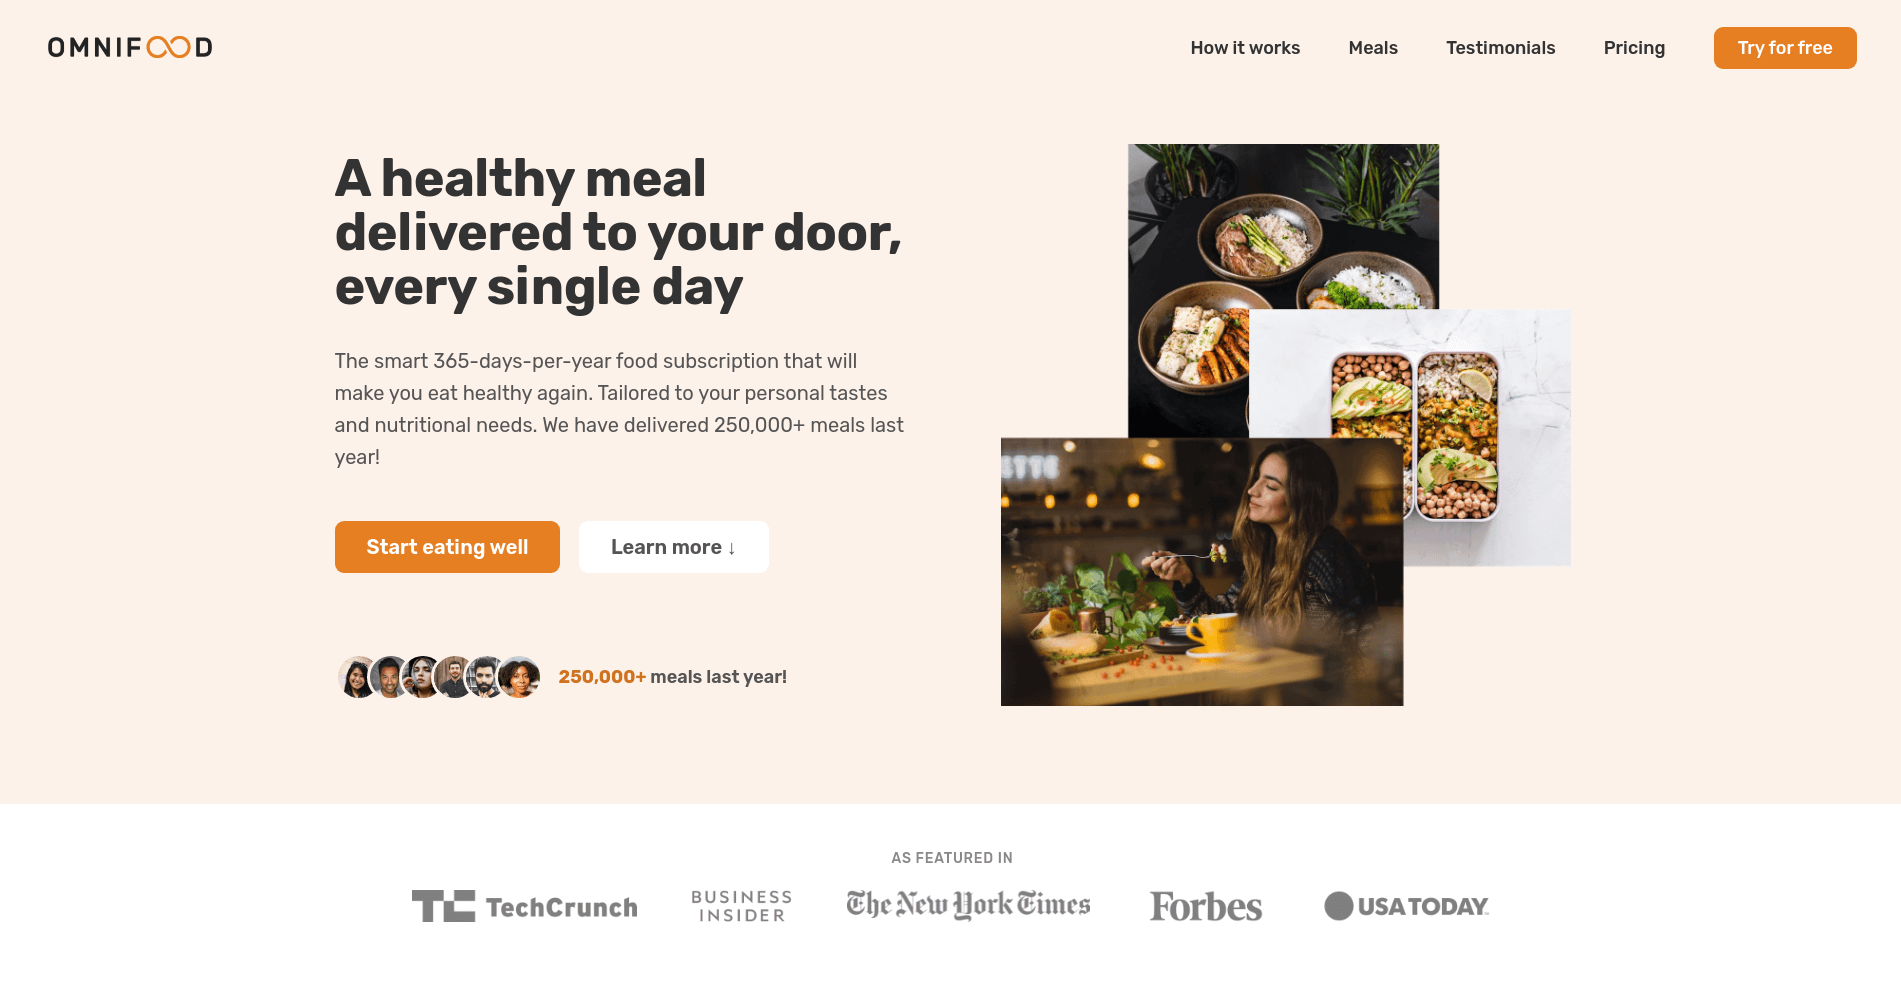 OMNIFOOD
How it works
Meals
Testimonials
Pricing
Try for free
A healthy meal
delivered to your door,
every single day
The smart 365-days-per-year food subscription that will
make you eat healthy again. Tailored to your personal tastes
and nutritional needs. We have delivered 250,000+ meals last
year!
Start eating well
Learn more ↓
ETTE
250,000+ meals last year!
AS FEATURED IN
TC TechCrunch
BUSINESS
INSIDER
The New York Times
Forbes
USA TODAY